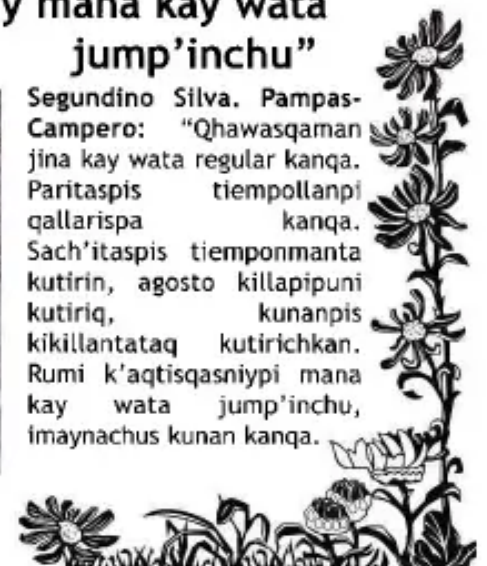 y mana kay wata
jump’inchu”
Segundino Silva. Pampas-
Campero: “Qhawasqaman
jina kay wata regular kanqa.
Paritaspis tiempollanpi
qallarispa kanqa.
Sach’itaspis tiemponmanta
kutirin, agosto killapipuni
kutiriq, kunanpis
kikillantataq kutirichkan.
Rumi k’aqtisqasniypi mana
kay wata jump’inchu,
imaynachus kunan kanqa.